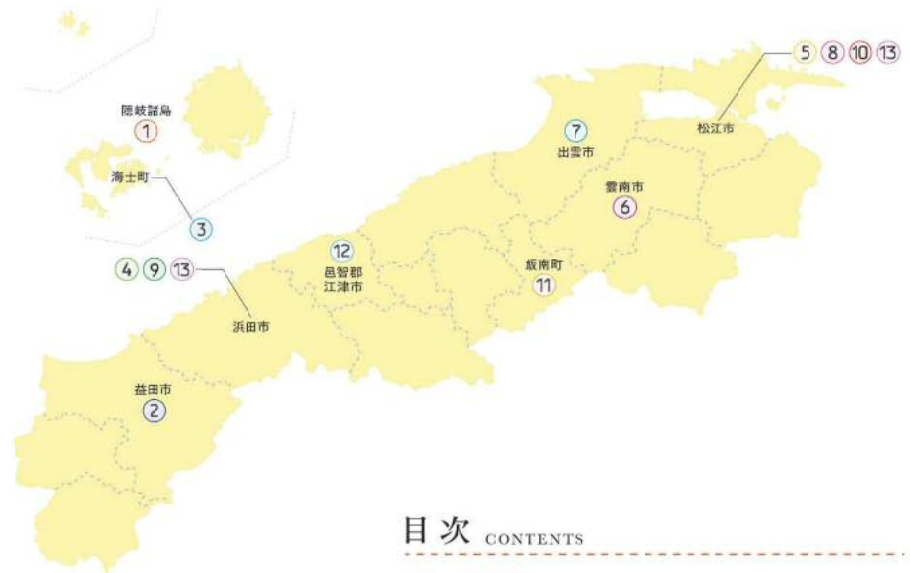 ⑤ ⑧ ⑩ ⑬
松江市
隠岐諸島
①
海士町
③
⑦
出雲市
雲南市
⑥
⑫
邑智郡
江津市
飯南町
⑪
④ ⑨ ⑬
浜田市
益田市
②
目次 CONTENTS